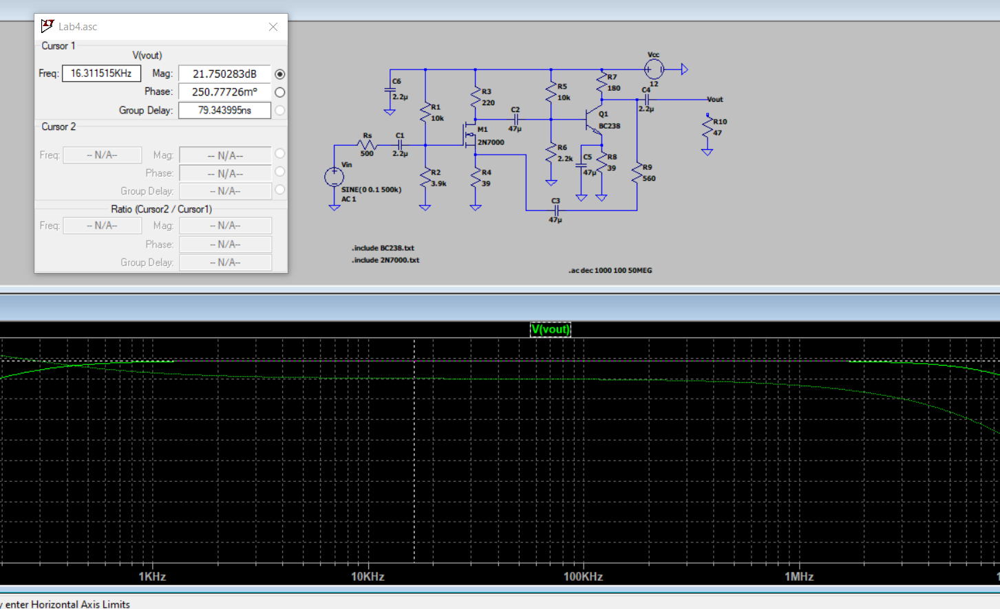 Lab4.asc
Cursor 1
V(vout)
Freq: 16.311515KHz Mag: 21.750283dB
Phase: 250.77726m°
Group Delay: 79.343995ns
Cursor 2
Freq: -- N/A-- Mag: -- N/A--
Phase: -- N/A--
Group Delay: -- N/A--
Ratio (Cursor2 / Cursor1)
Freq: -- N/A-- Mag: -- N/A--
Phase: -- N/A--
Group Delay: -- N/A--
Vcc
12
C6
2.2µ
R1
10k
R3
220
R5
10k
R7
180
C4
2.2µ
Vout
R10
47
C2
47µ
Q1
BC238
M1
2N7000
Rs
500
C1
2.2µ
Vin
SINE(0 0.1 500k)
AC 1
R2
3.9k
R4
39
R6
2.2k
C5
47µ
R8
39
R9
560
C3
47µ
.include BC238.txt
.include 2N7000.txt
.ac dec 1000 100 50MEG
V(vout)
1KHz 10KHz 100KHz 1MHz 1
y enter Horizontal Axis Limits